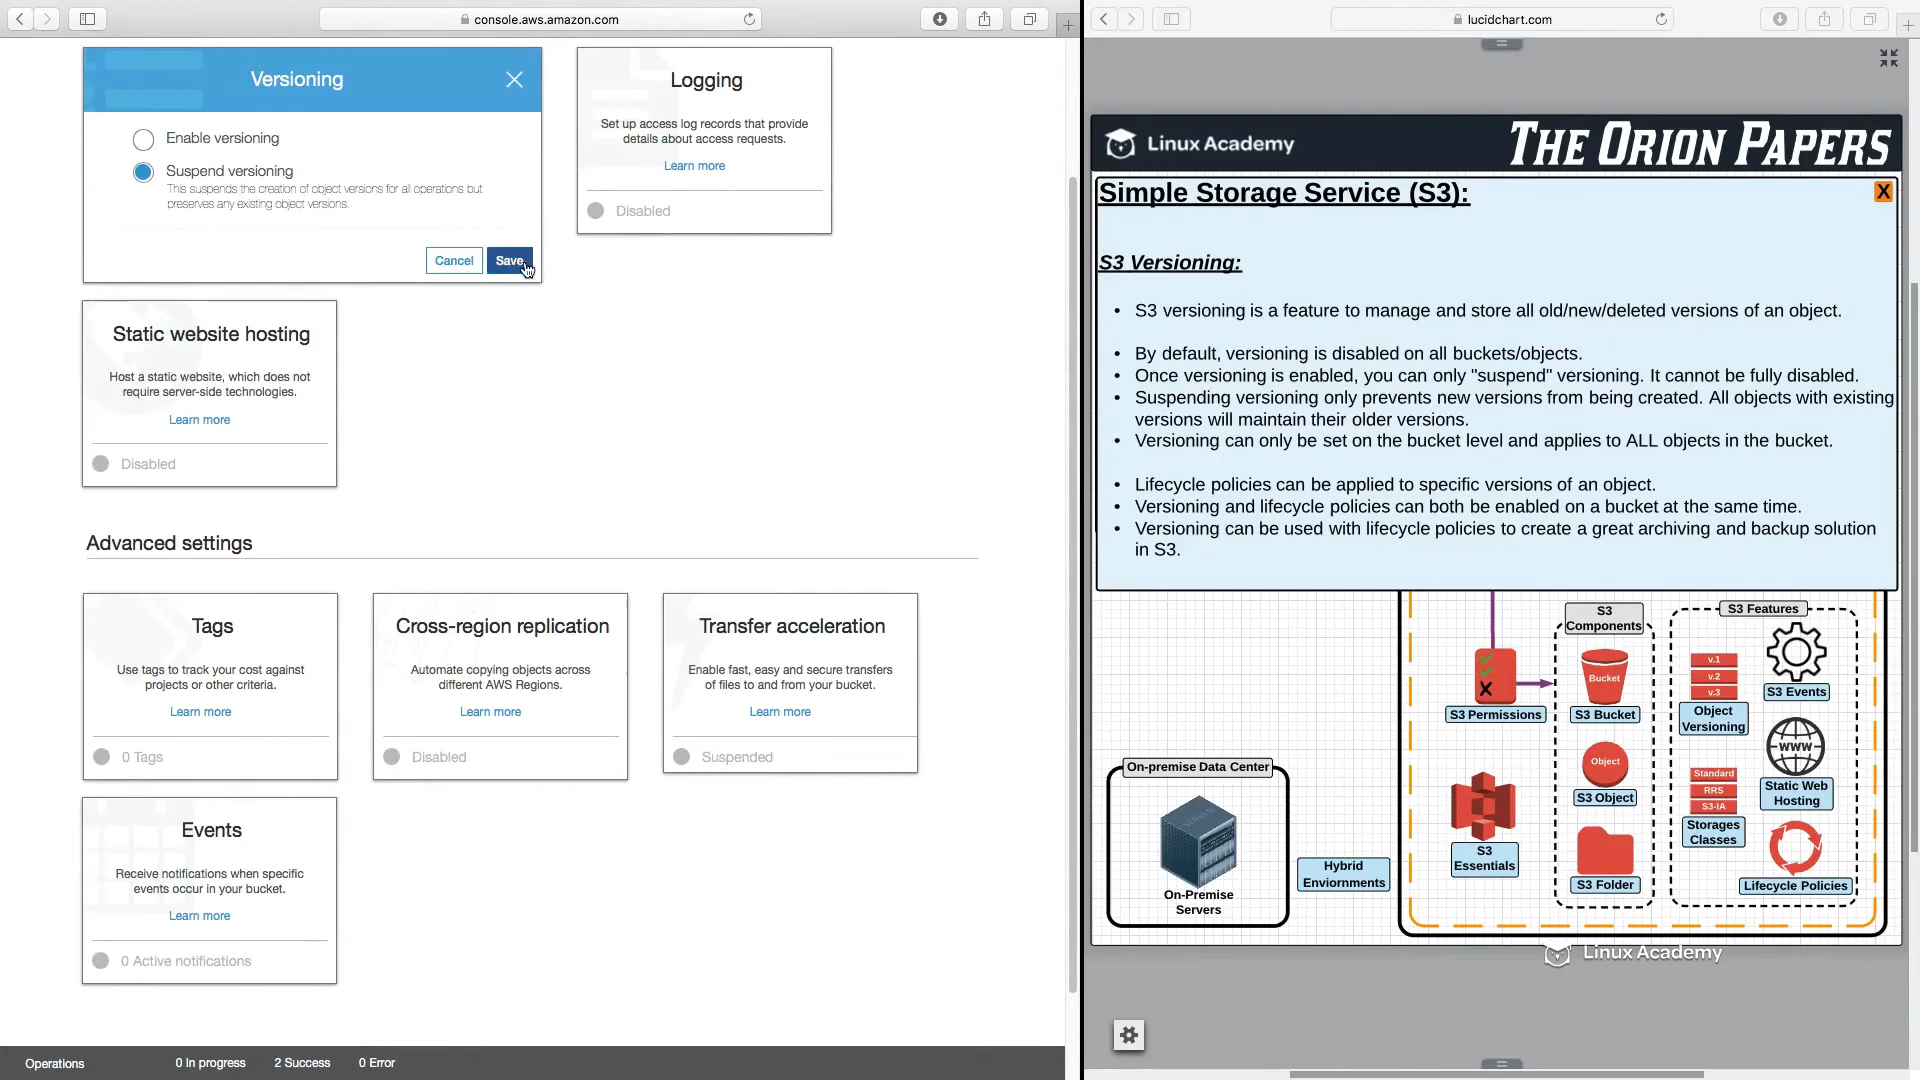 console.aws.amazon.com
Versioning
Enable versioning
Suspend versioning
This suspends the creation of object versions for all operations but
preserves any existing object versions.
Cancel
Save
Logging
Set up access log records that provide
details about access requests.
Learn more
Disabled
Static website hosting
Host a static website, which does not
require server-side technologies.
Learn more
Disabled
Advanced settings
Tags
Use tags to track your cost against
projects or other criteria.
Learn more
0 Tags
Cross-region replication
Automate copying objects across
different AWS Regions.
Learn more
Disabled
Transfer acceleration
Enable fast, easy and secure transfers
of files to and from your bucket.
Learn more
Suspended
Events
Receive notifications when specific
events occur in your bucket.
Learn more
0 Active notifications
Operations
0 In progress
2 Success
0 Error
lucidchart.com
Linux Academy
THE ORION PAPERS
Simple Storage Service (S3):
X
S3 Versioning:
• S3 versioning is a feature to manage and store all old/new/deleted versions of an object.
• By default, versioning is disabled on all buckets/objects.
• Once versioning is enabled, you can only "suspend" versioning. It cannot be fully disabled.
• Suspending versioning only prevents new versions from being created. All objects with existing
versions will maintain their older versions.
• Versioning can only be set on the bucket level and applies to ALL objects in the bucket.
• Lifecycle policies can be applied to specific versions of an object.
• Versioning and lifecycle policies can both be enabled on a bucket at the same time.
• Versioning can be used with lifecycle policies to create a great archiving and backup solution
in S3.
S3 Permissions
S3
Essentials
S3
Components
Bucket
S3 Bucket
Object
S3 Object
S3 Folder
S3 Features
v.1
v.2
v.3
Object
Versioning
S3 Events
WWW
Static Web
Hosting
Standard
RRS
S3-IA
Storages
Classes
Lifecycle Policies
On-premise Data Center
On-Premise
Servers
Hybrid
Enviornments
Linux Academy